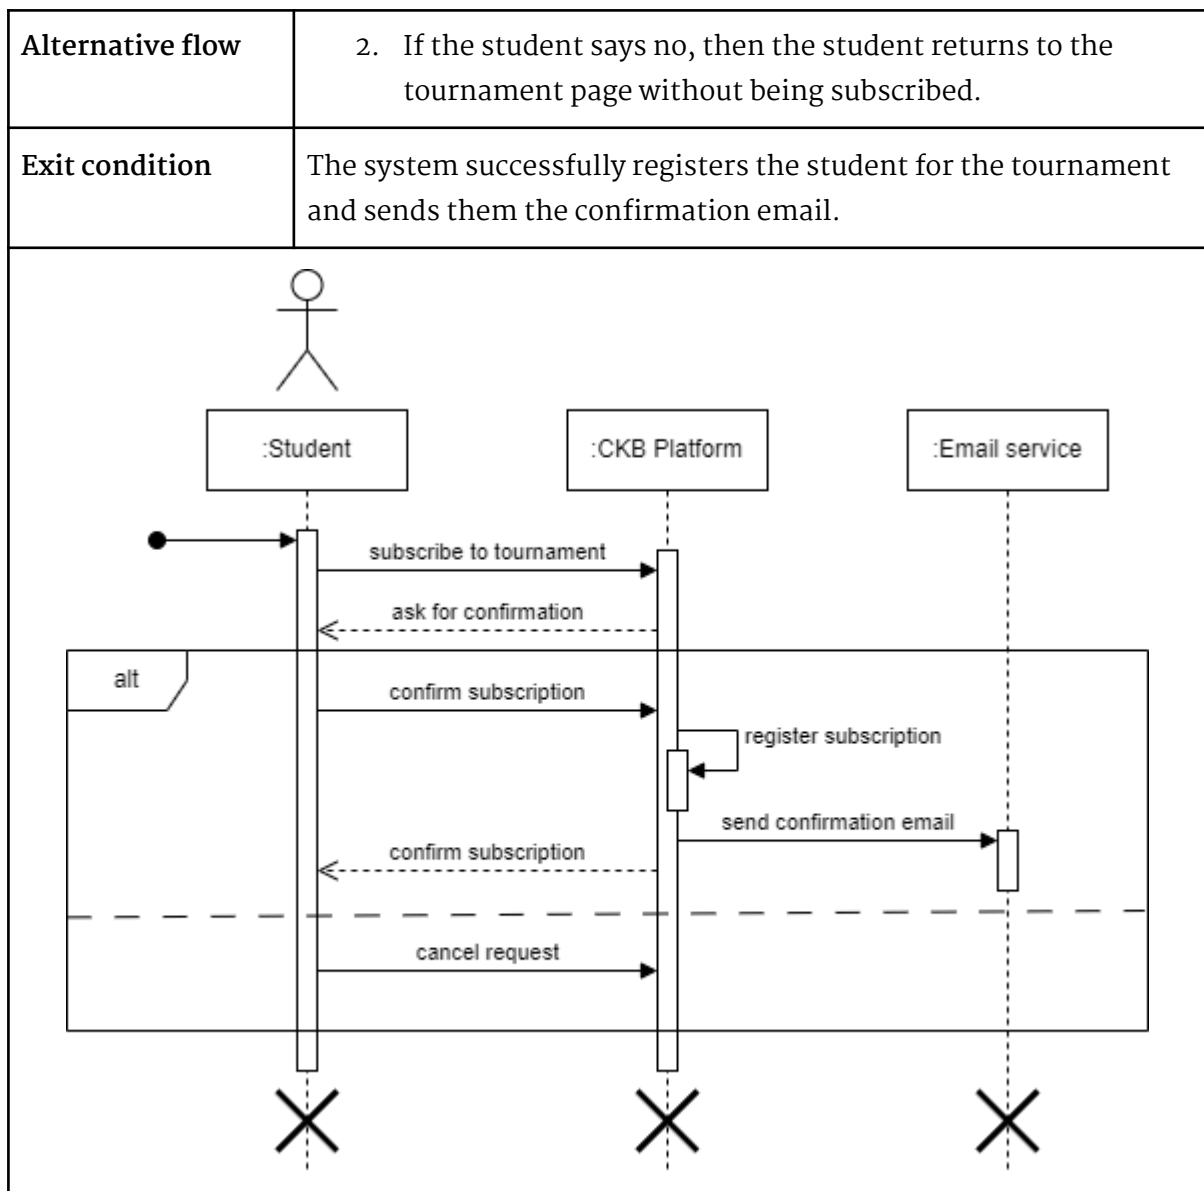 Alternative flow
2. If the student says no, then the student returns to the
tournament page without being subscribed.
Exit condition
The system successfully registers the student for the tournament
and sends them the confirmation email.
:Student
:CKB Platform
:Email service
subscribe to tournament
ask for confirmation
alt
confirm subscription
register subscription
send confirmation email
confirm subscription
cancel request